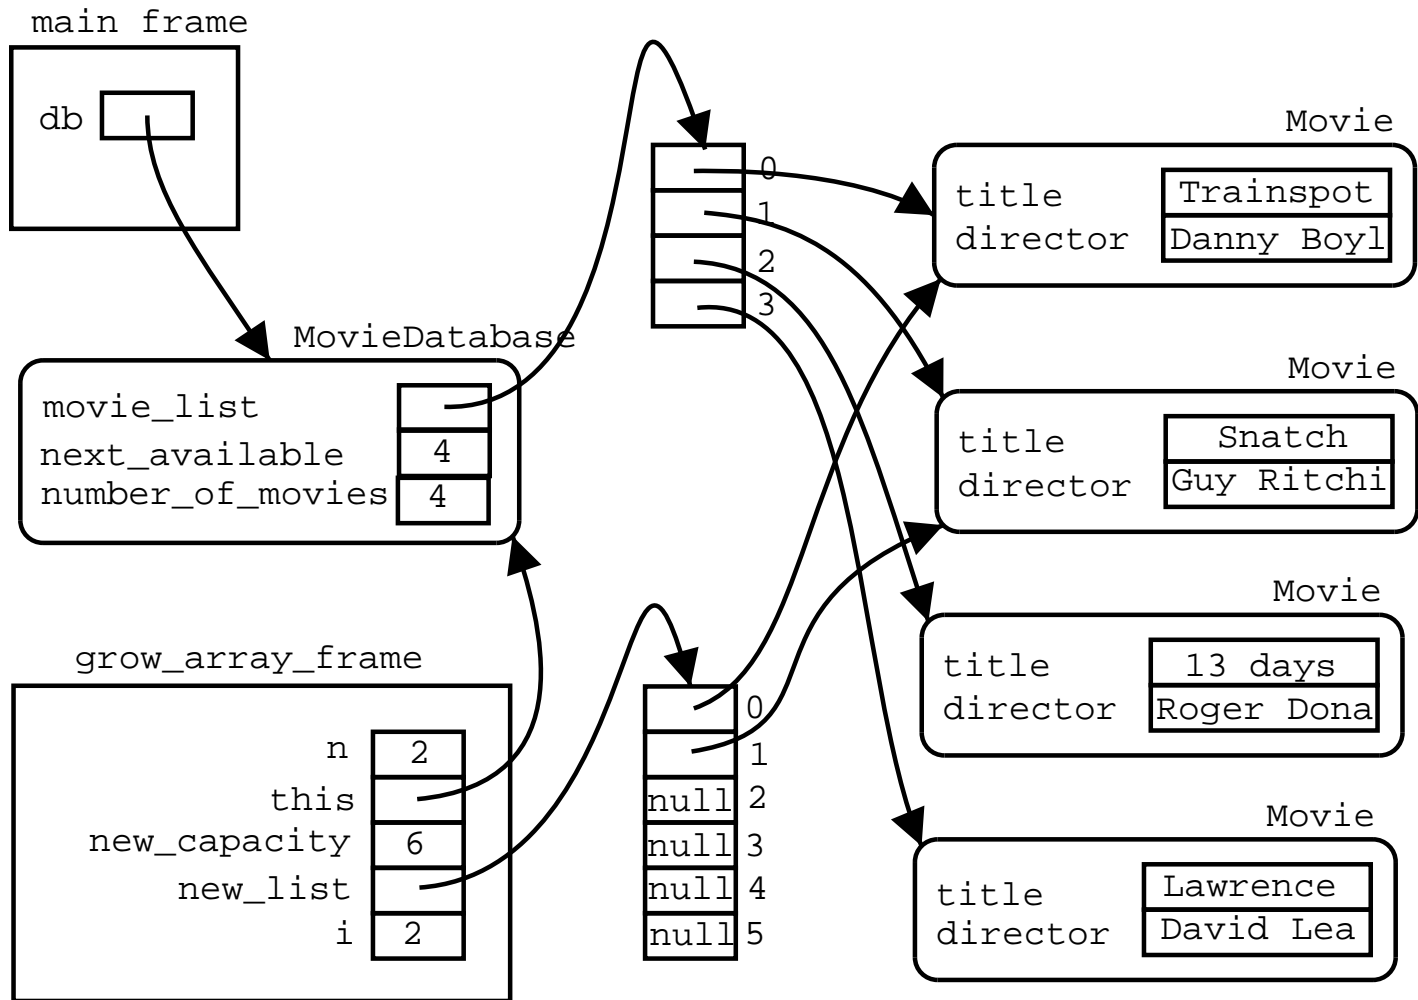 main frame
db
MovieDatabase
movie_list
next_available 4
number_of_movies 4
grow_array_frame
n 2
this
new_capacity 6
new_list
i 2
0
1
2
3
0
1
null 2
null 3
null 4
null 5
Movie
title Trainspot
director Danny Boyl
Movie
title Snatch
director Guy Ritchi
Movie
title 13 days
director Roger Dona
Movie
title Lawrence
director David Lea